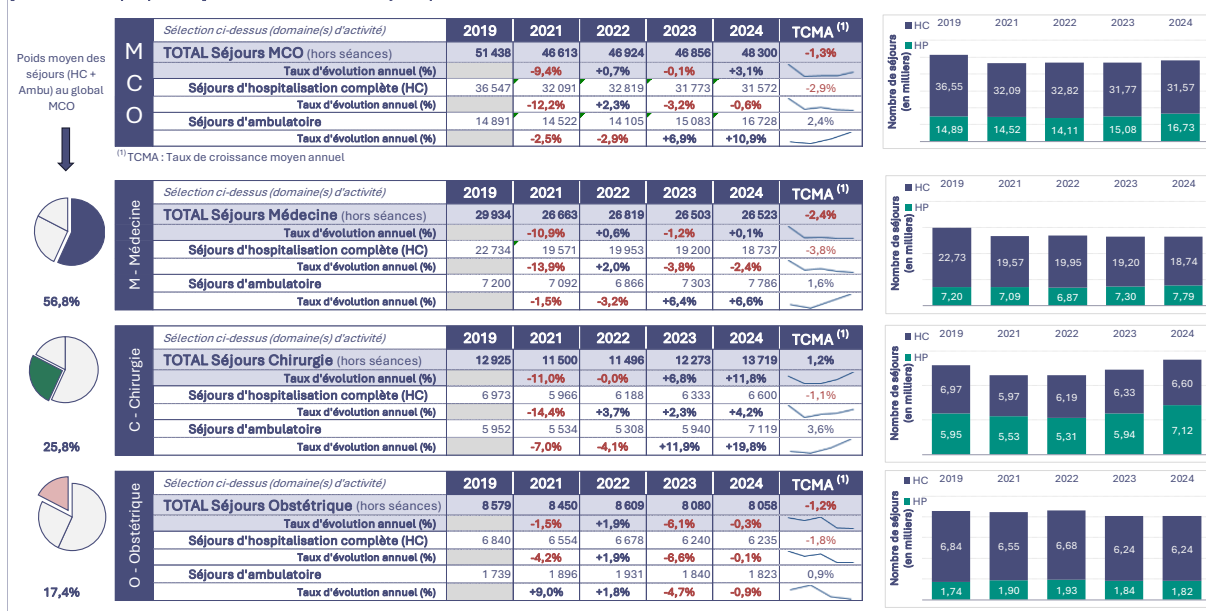 Poids moyen des
séjours (HC +
Ambu) au global
MCO
M
C
O
Sélection ci-dessus (domaine(s) d'activité) 2019 2021 2022 2023 2024 TCMA (1)
TOTAL Séjours MCO (hors séances) 51 438 46 613 46 924 46 856 48 300 -1,3%
Taux d'évolution annuel (%) -9,4% +0,7% -0,1% +3,1%
Séjours d'hospitalisation complète (HC) 36 547 32 091 32 819 31 773 31 572 -2,9%
Taux d'évolution annuel (%) -12,2% +2,3% -3,2% -0,6%
Séjours d'ambulatoire 14 891 14 522 14 105 15 083 16 728 2,4%
Taux d'évolution annuel (%) -2,5% -2,9% +6,9% +10,9%
(1) TCMA : Taux de croissance moyen annuel
HC 2019 2021 2022 2023 2024
HP
Nombre de séjours
(en milliers)
36,55 32,09 32,82 31,77 31,57
14,89 14,52 14,11 15,08 16,73
56,8%
M - Médecine
Sélection ci-dessus (domaine(s) d'activité) 2019 2021 2022 2023 2024 TCMA (1)
TOTAL Séjours Médecine (hors séances) 29 934 26 663 26 819 26 503 26 523 -2,4%
Taux d'évolution annuel (%) -10,9% +0,6% -1,2% +0,1%
Séjours d'hospitalisation complète (HC) 22 734 19 571 19 953 19 200 18 737 -3,8%
Taux d'évolution annuel (%) -13,9% +2,0% -3,8% -2,4%
Séjours d'ambulatoire 7 200 7 092 6 866 7 303 7 786 1,6%
Taux d'évolution annuel (%) -1,5% -3,2% +6,4% +6,6%
HC 2019 2021 2022 2023 2024
HP
Nombre de séjours
(en milliers)
22,73 19,57 19,95 19,20 18,74
7,20 7,09 6,87 7,30 7,79
25,8%
C - Chirurgie
Sélection ci-dessus (domaine(s) d'activité) 2019 2021 2022 2023 2024 TCMA (1)
TOTAL Séjours Chirurgie (hors séances) 12 925 11 500 11 496 12 273 13 719 1,2%
Taux d'évolution annuel (%) -11,0% -0,0% +6,8% +11,8%
Séjours d'hospitalisation complète (HC) 6 973 5 966 6 188 6 333 6 600 -1,1%
Taux d'évolution annuel (%) -14,4% +3,7% +2,3% +4,2%
Séjours d'ambulatoire 5 952 5 534 5 308 5 940 7 119 3,6%
Taux d'évolution annuel (%) -7,0% -4,1% +11,9% +19,8%
HC 2019 2021 2022 2023 2024
HP
Nombre de séjours
(en milliers)
6,97 5,97 6,19 6,33 6,60
5,95 5,53 5,31 5,94 7,12
17,4%
O - Obstétrique
Sélection ci-dessus (domaine(s) d'activité) 2019 2021 2022 2023 2024 TCMA (1)
TOTAL Séjours Obstétrique (hors séances) 8 579 8 450 8 609 8 080 8 058 -1,2%
Taux d'évolution annuel (%) -1,5% +1,9% -6,1% -0,3%
Séjours d'hospitalisation complète (HC) 6 840 6 554 6 678 6 240 6 235 -1,8%
Taux d'évolution annuel (%) -4,2% +1,9% -6,6% -0,1%
Séjours d'ambulatoire 1 739 1 896 1 931 1 840 1 823 0,9%
Taux d'évolution annuel (%) +9,0% +1,8% -4,7% -0,9%
HC 2019 2021 2022 2023 2024
HP
Nombre de séjours
(en milliers)
6,84 6,55 6,68 6,24 6,24
1,74 1,90 1,93 1,84 1,82